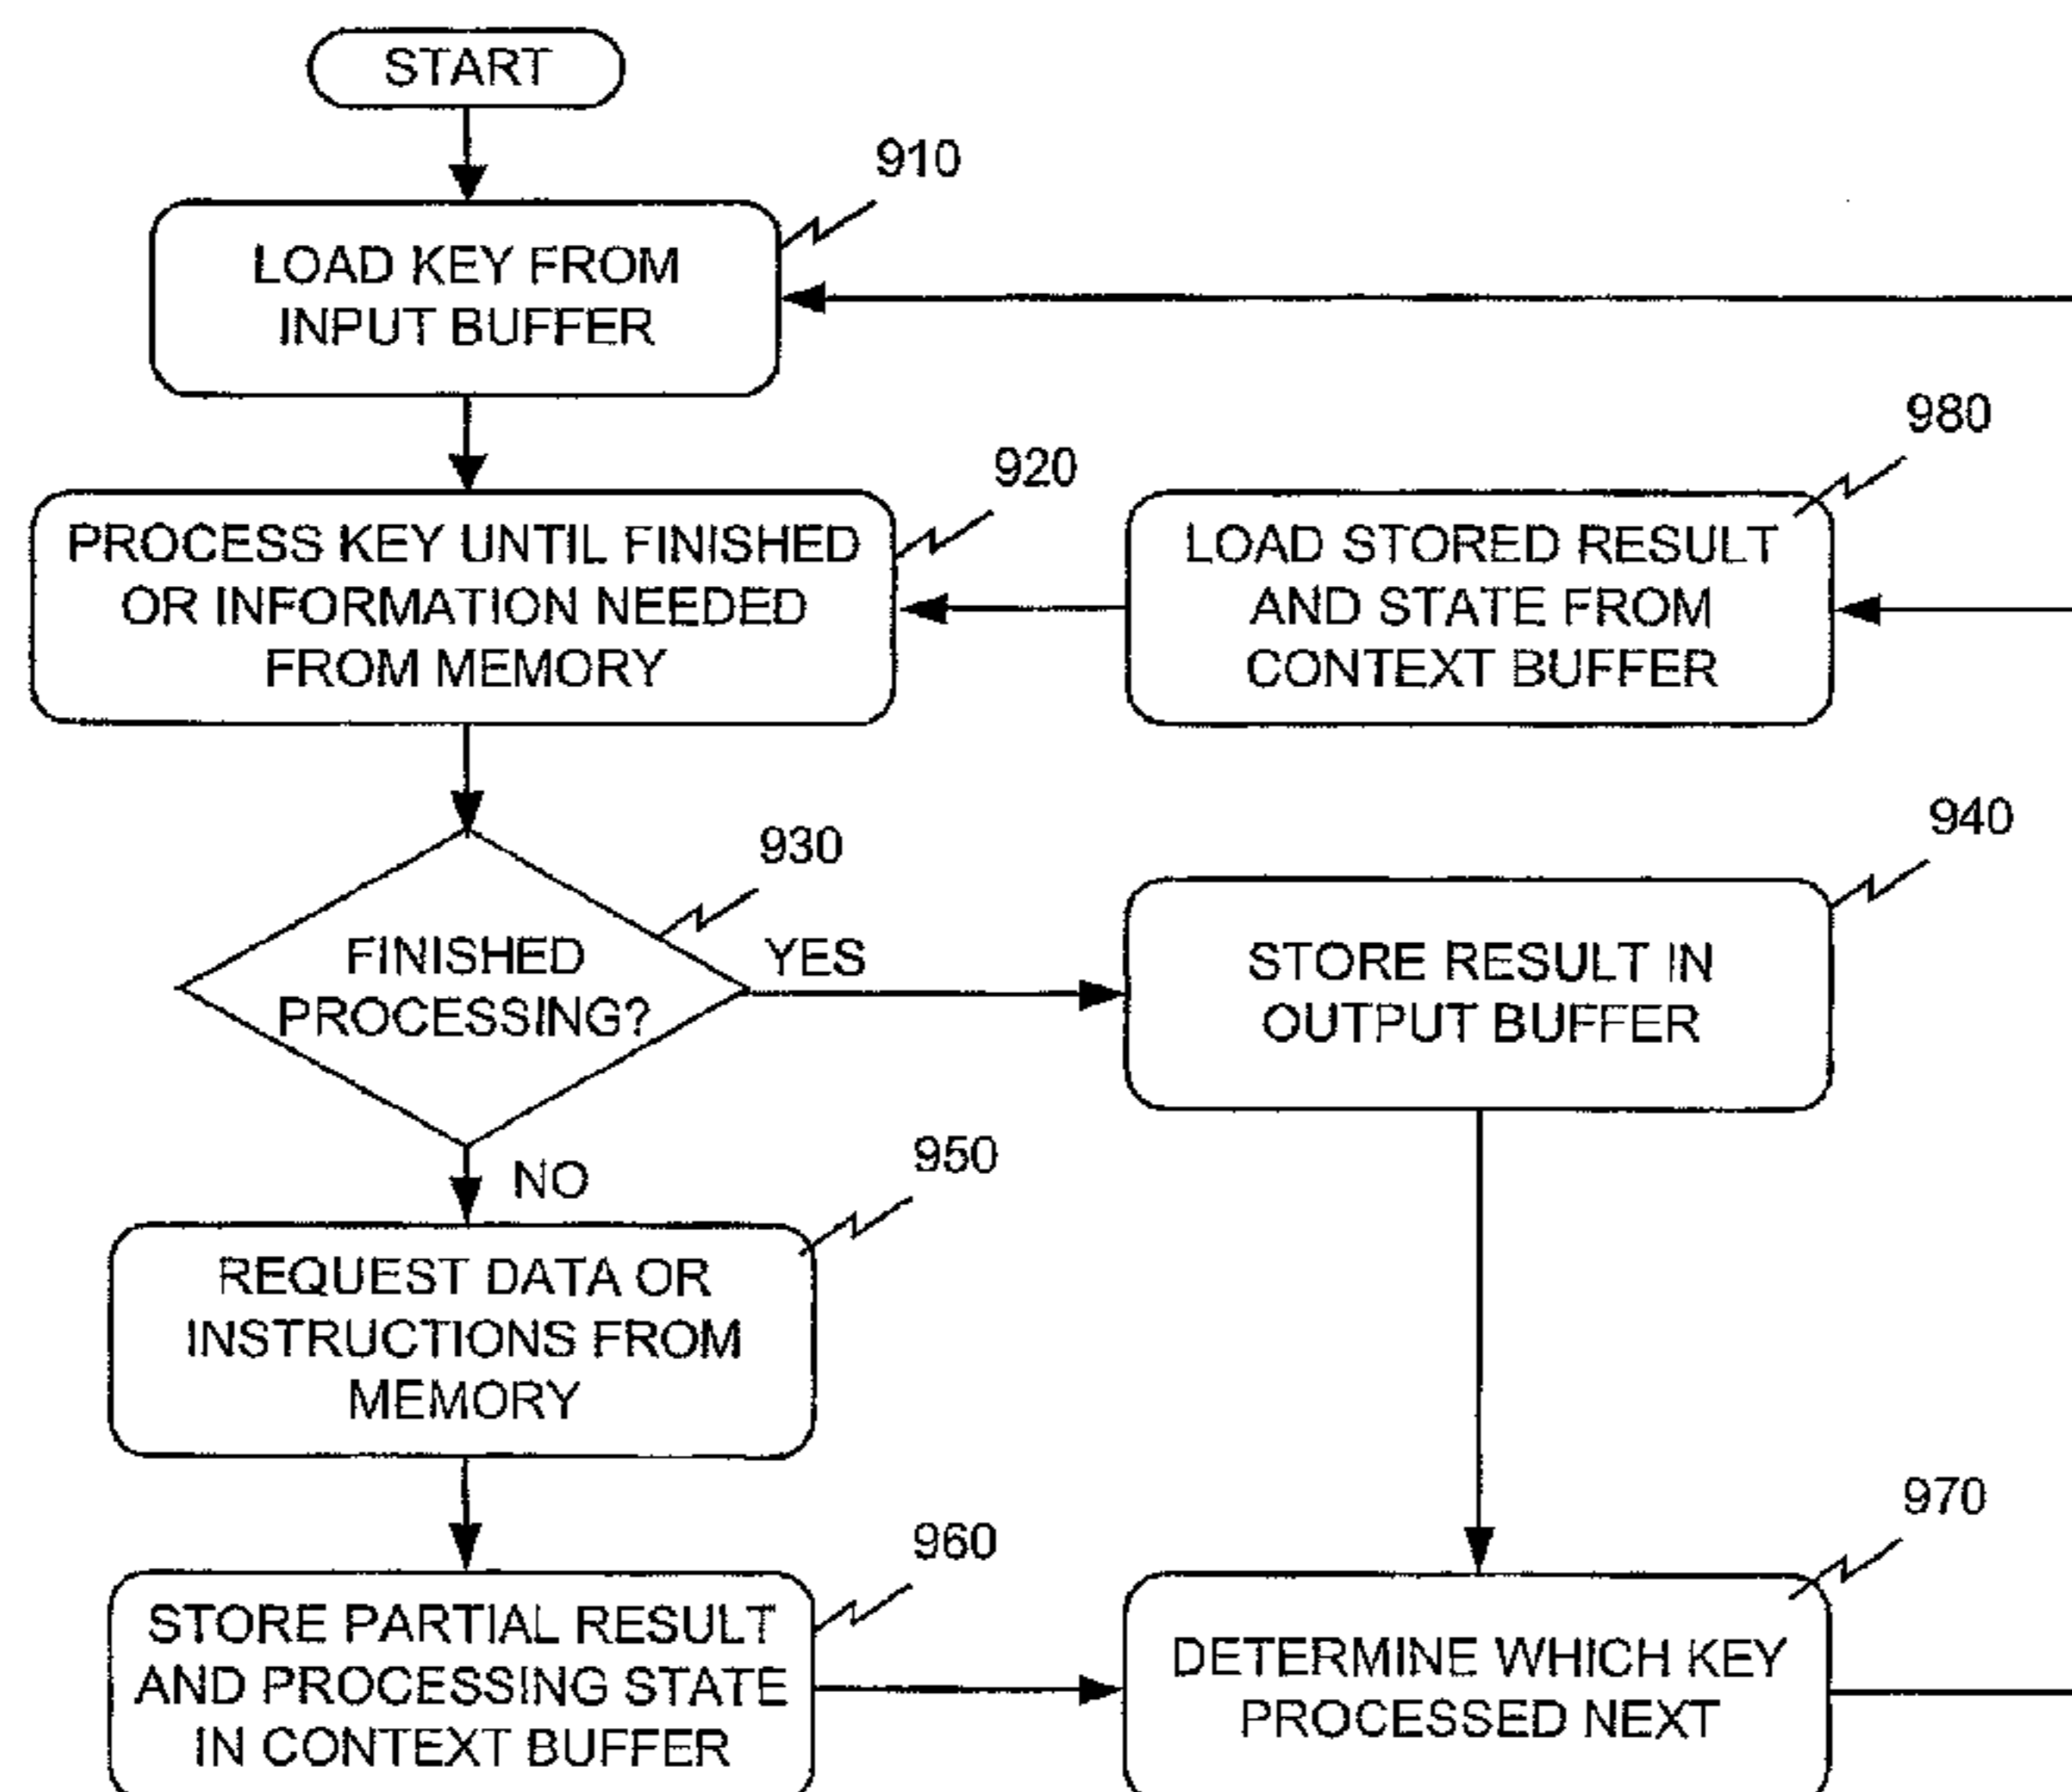 START
910
LOAD KEY FROM
INPUT BUFFER
980
920
PROCESS KEY UNTIL FINISHED
OR INFORMATION NEEDED
FROM MEMORY
LOAD STORED RESULT
AND STATE FROM
CONTEXT BUFFER
940
930
FINISHED
PROCESSING?
YES
STORE RESULT IN
OUTPUT BUFFER
NO
950
REQUEST DATA OR
INSTRUCTIONS FROM
MEMORY
970
960
STORE PARTIAL RESULT
AND PROCESSING STATE
IN CONTEXT BUFFER
DETERMINE WHICH KEY
PROCESSED NEXT